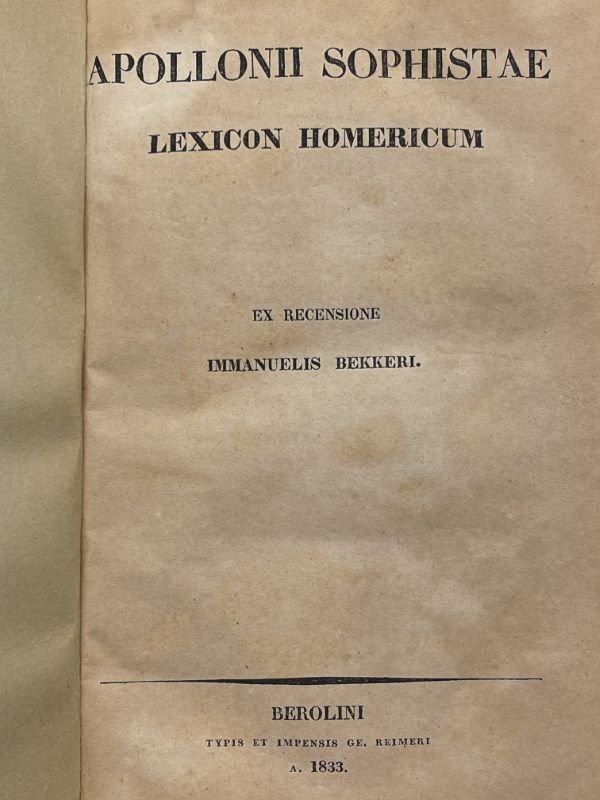 APOLLONII SOPHISTAE
LEXICON HOMERICUM
EX RECENSIONE
IMMANUELIS BEKKERI.
BEROLINI
TYPIS ET IMPENSIS GE. REIMERI
A. 1833.